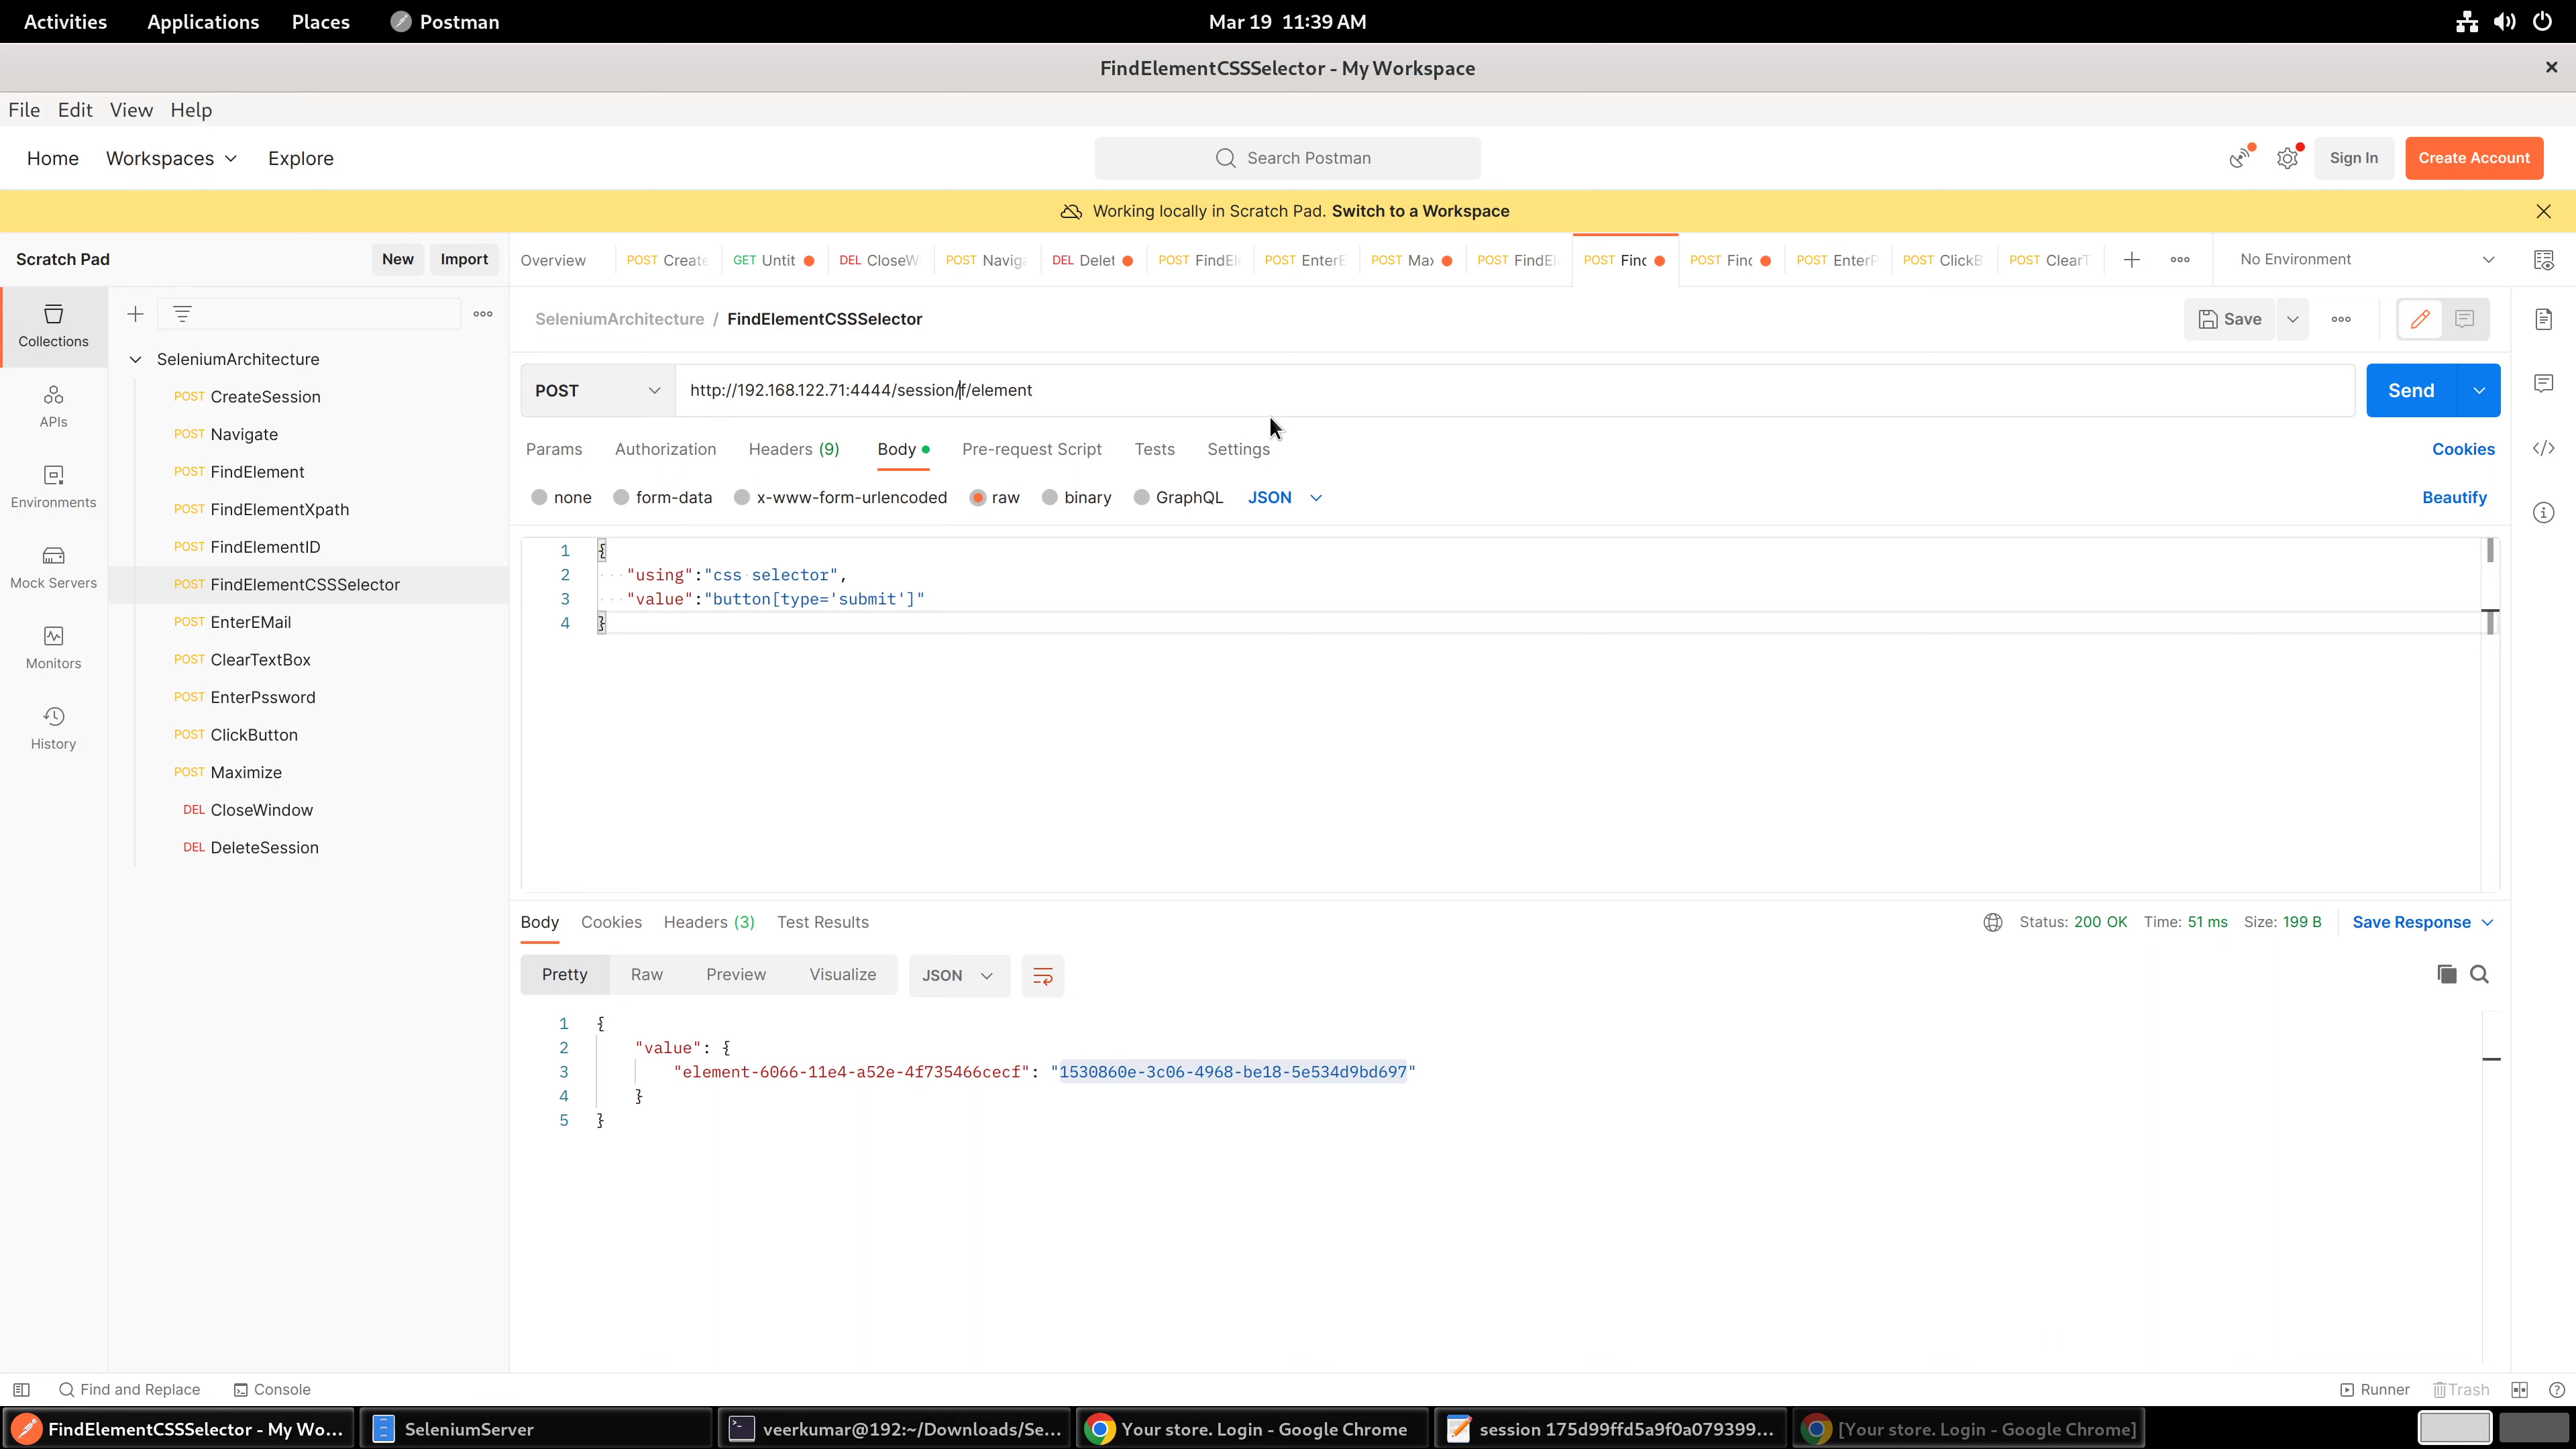 Activities Applications Places Postman Mar 19 11:39 AM
FindElementCSSSelector - My Workspace
File Edit View Help
Home Workspaces Explore Search Postman Sign In Create Account
Working locally in Scratch Pad. Switch to a Workspace
Scratch Pad New Import Overview POST Create GET Untit DEL CloseW POST Naviga DEL Delet POST FindEl POST EnterE POST Max POST FindEl POST Finc POST Finc POST EnterP POST ClickB POST ClearT No Environment
Collections
APIs
Environments
Mock Servers
Monitors
History
SeleniumArchitecture
POST CreateSession
POST Navigate
POST FindElement
POST FindElementXpath
POST FindElementID
POST FindElementCSSSelector
POST EnterEMail
POST ClearTextBox
POST EnterPssword
POST ClickButton
POST Maximize
DEL CloseWindow
DEL DeleteSession
SeleniumArchitecture / FindElementCSSSelector Save
POST http://192.168.122.71:4444/session/f/element Send
Params Authorization Headers (9) Body Pre-request Script Tests Settings Cookies
none form-data x-www-form-urlencoded raw binary GraphQL JSON Beautify
1 {
2 "using":"css selector",
3 "value":"button[type='submit']"
4 }
Body Cookies Headers (3) Test Results Status: 200 OK Time: 51 ms Size: 199 B Save Response
Pretty Raw Preview Visualize JSON
1 {
2 "value": {
3 "element-6066-11e4-a52e-4f735466cecf": "1530860e-3c06-4968-be18-5e534d9bd697"
4 }
5 }
Find and Replace Console Runner Trash
FindElementCSSSelector - My Wo... SeleniumServer veerkumar@192:~/Downloads/Se... Your store. Login - Google Chrome session 175d99ffd5a9f0a079399... [Your store. Login - Google Chrome]